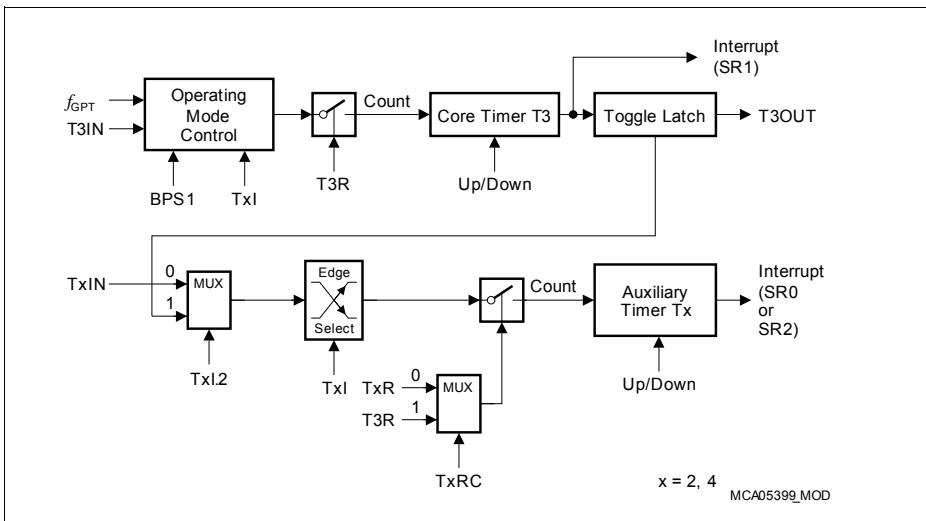 Interrupt
(SR1)
fGPT
T3IN
Operating
Mode
Control
Count
Core Timer T3
Toggle Latch
T3OUT
BPS1
TxI
T3R
Up/Down
TxIN
0
1
MUX
TxI.2
Edge
Select
TxI
Count
Auxiliary
Timer Tx
Interrupt
(SR0
or
SR2)
Up/Down
TxR
0
T3R
1
MUX
TxRC
x = 2, 4
MCA05399_MOD